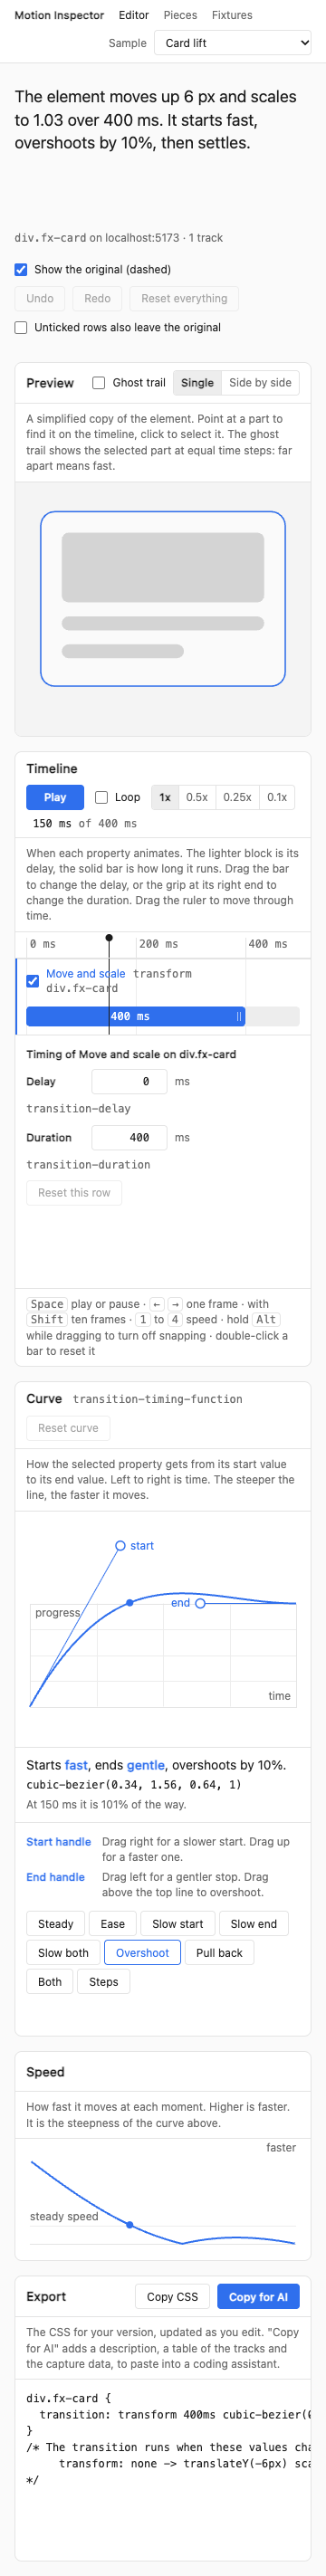 Motion Inspector Editor Pieces Fixtures
Sample Card lift
The element moves up 6 px and scales
to 1.03 over 400 ms. It starts fast,
overshoots by 10%, then settles.
div.fx-card on localhost:5173 · 1 track
Show the original (dashed)
Undo Redo Reset everything
Unticked rows also leave the original
Preview Ghost trail Single Side by side
A simplified copy of the element. Point at a part to
find it on the timeline, click to select it. The ghost
trail shows the selected part at equal time steps: far
apart means fast.
Timeline
Play Loop 1x 0.5x 0.25x 0.1x
150 ms of 400 ms
When each property animates. The lighter block is its
delay, the solid bar is how long it runs. Drag the bar
to change the delay, or the grip at its right end to
change the duration. Drag the ruler to move through
time.
0 ms 200 ms 400 ms
Move and scale transform
div.fx-card
400 ms
Timing of Move and scale on div.fx-card
Delay 0 ms
transition-delay
Duration 400 ms
transition-duration
Reset this row
Space play or pause · ← → one frame · with
Shift ten frames · 1 to 4 speed · hold Alt
while dragging to turn off snapping · double-click a
bar to reset it
Curve transition-timing-function
Reset curve
How the selected property gets from its start value
to its end value. Left to right is time. The steeper the
line, the faster it moves.
start
end
progress
time
Starts fast, ends gentle, overshoots by 10%.
cubic-bezier(0.34, 1.56, 0.64, 1)
At 150 ms it is 101% of the way.
Start handle Drag right for a slower start. Drag up
for a faster one.
End handle Drag left for a gentler stop. Drag
above the top line to overshoot.
Steady Ease Slow start Slow end
Slow both Overshoot Pull back
Both Steps
Speed
How fast it moves at each moment. Higher is faster.
It is the steepness of the curve above.
faster
steady speed
Export Copy CSS Copy for AI
The CSS for your version, updated as you edit. "Copy
for AI" adds a description, a table of the tracks and
the capture data, to paste into a coding assistant.
div.fx-card {
transition: transform 400ms cubic-bezier(
}
/* The transition runs when these values
transform: none -> translateY(-6px)
*/